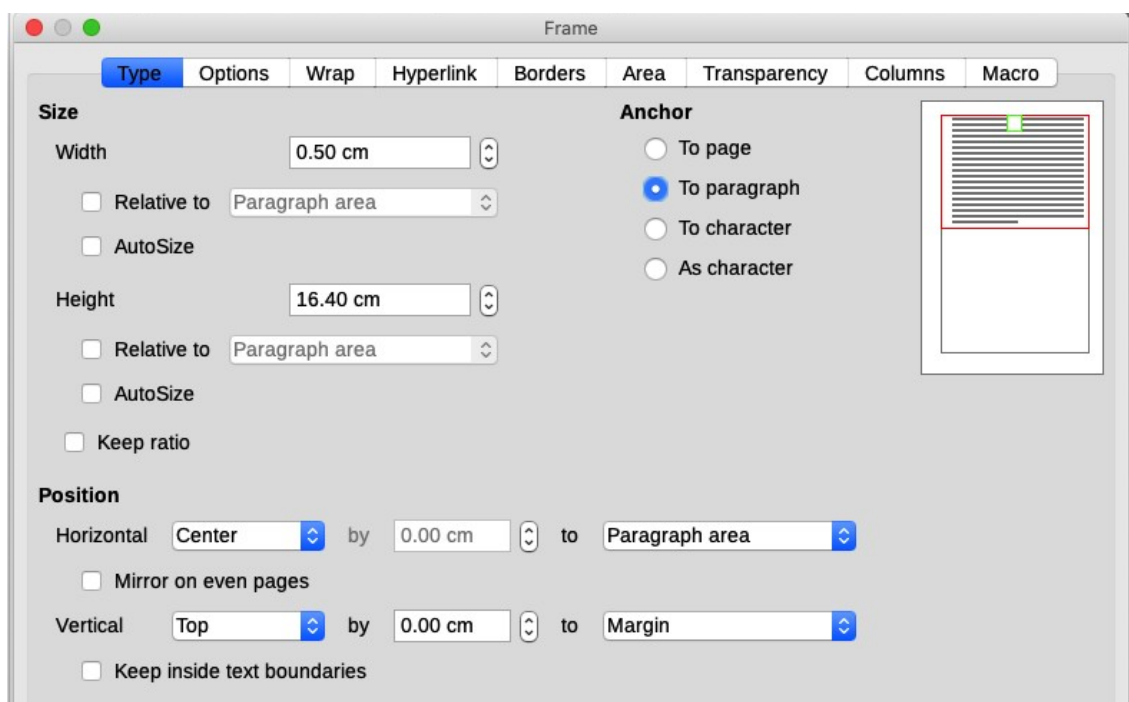 Frame
Type Options Wrap Hyperlink Borders Area Transparency Columns Macro
Size
Width 0.50 cm
Relative to Paragraph area
AutoSize
Height 16.40 cm
Relative to Paragraph area
AutoSize
Keep ratio
Anchor
To page
To paragraph
To character
As character
Position
Horizontal Center by 0.00 cm to Paragraph area
Mirror on even pages
Vertical Top by 0.00 cm to Margin
Keep inside text boundaries